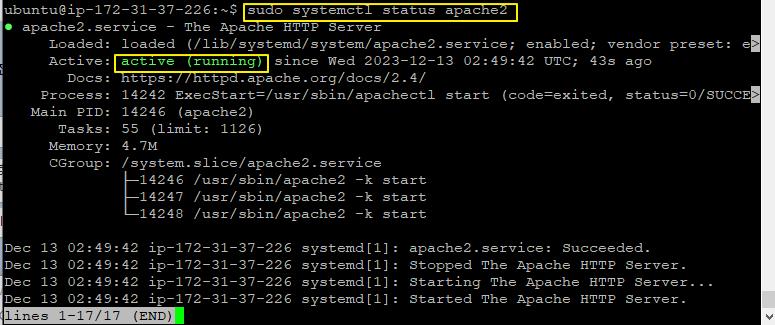 ubuntu@ip-172-31-37-226:~$ sudo systemctl status apache2
● apache2.service - The Apache HTTP Server
Loaded: loaded (/lib/systemd/system/apache2.service; enabled; vendor preset: e>
Active: active (running) since Wed 2023-12-13 02:49:42 UTC; 43s ago
Docs: https://httpd.apache.org/docs/2.4/
Process: 14242 ExecStart=/usr/sbin/apachectl start (code=exited, status=0/SUCCE>
Main PID: 14246 (apache2)
Tasks: 55 (limit: 1126)
Memory: 4.7M
CGroup: /system.slice/apache2.service
├─14246 /usr/sbin/apache2 -k start
├─14247 /usr/sbin/apache2 -k start
└─14248 /usr/sbin/apache2 -k start
Dec 13 02:49:42 ip-172-31-37-226 systemd[1]: apache2.service: Succeeded.
Dec 13 02:49:42 ip-172-31-37-226 systemd[1]: Stopped The Apache HTTP Server.
Dec 13 02:49:42 ip-172-31-37-226 systemd[1]: Starting The Apache HTTP Server...
Dec 13 02:49:42 ip-172-31-37-226 systemd[1]: Started The Apache HTTP Server.
lines 1-17/17 (END)